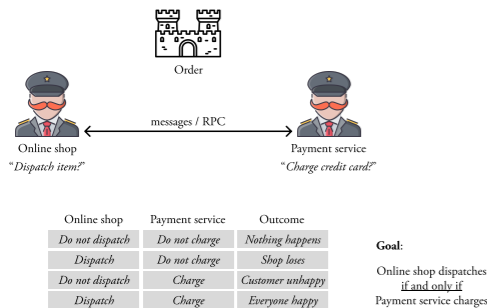 Order
messages / RPC
Online shop
"Dispatch item?"
Payment service
"Charge credit card?"
Online shop Payment service Outcome
Do not dispatch Do not charge Nothing happens
Dispatch Do not charge Shop loses
Do not dispatch Charge Customer unhappy
Dispatch Charge Everyone happy
Goal:
Online shop dispatches
if and only if
Payment service charges